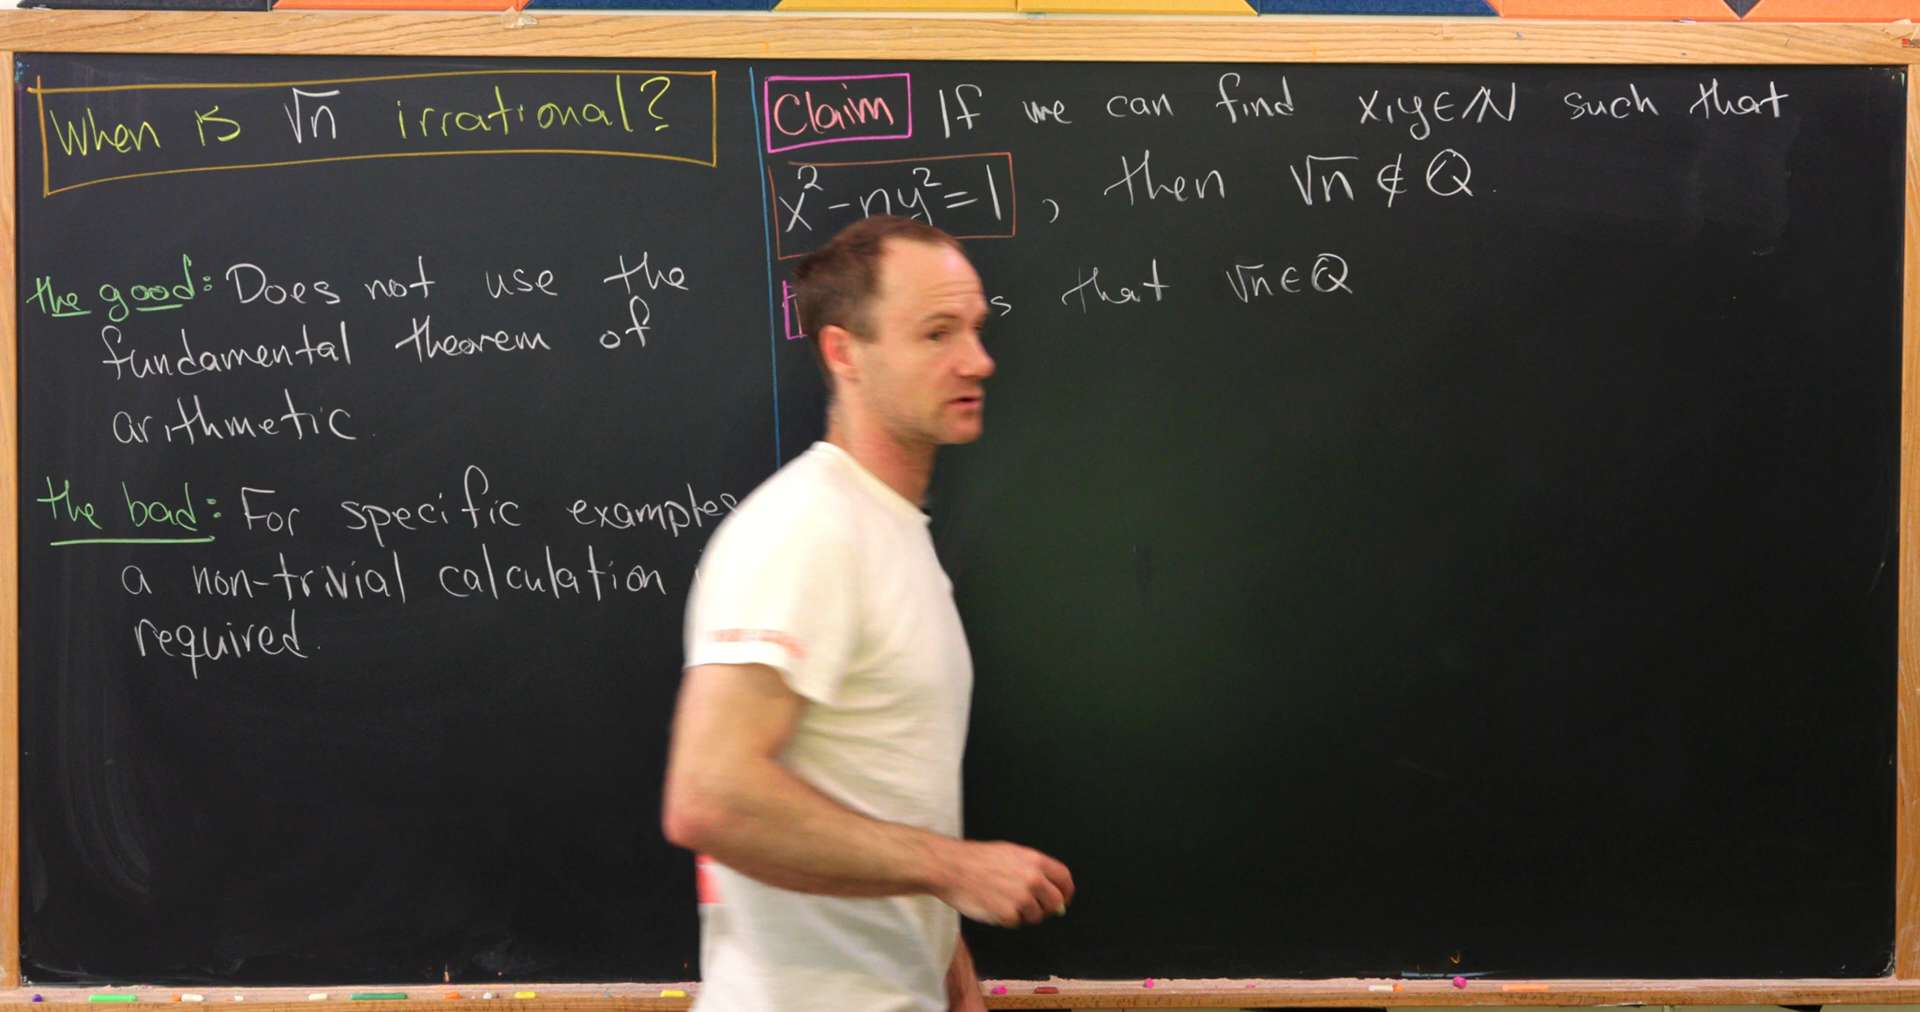 When is √n irrational?
the good: Does not use the
fundamental theorem of
arithmetic.
the bad: For specific examples
a non-trivial calculation
required.
Claim If we can find x,y∈ℕ such that
x²-ny²=1, then √n∉ℚ.
that √n∈ℚ